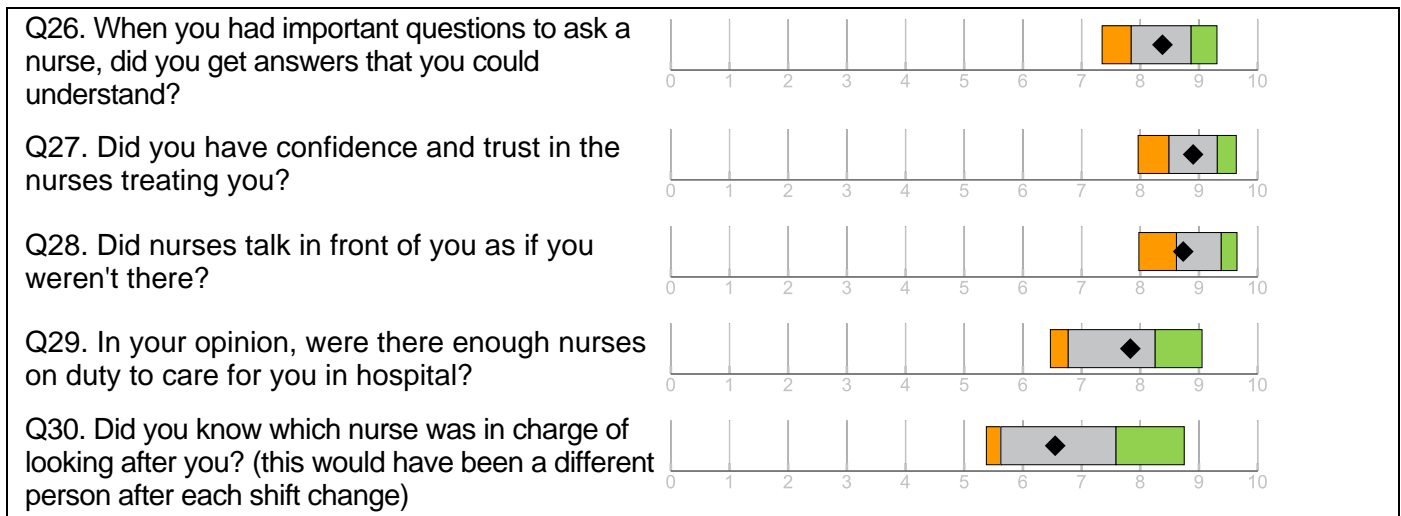 Q26. When you had important questions to ask a
nurse, did you get answers that you could
understand?
0 1 2 3 4 5 6 7 8 9 10
Q27. Did you have confidence and trust in the
nurses treating you?
0 1 2 3 4 5 6 7 8 9 10
Q28. Did nurses talk in front of you as if you
weren't there?
0 1 2 3 4 5 6 7 8 9 10
Q29. In your opinion, were there enough nurses
on duty to care for you in hospital?
0 1 2 3 4 5 6 7 8 9 10
Q30. Did you know which nurse was in charge of
looking after you? (this would have been a different
person after each shift change)
0 1 2 3 4 5 6 7 8 9 10